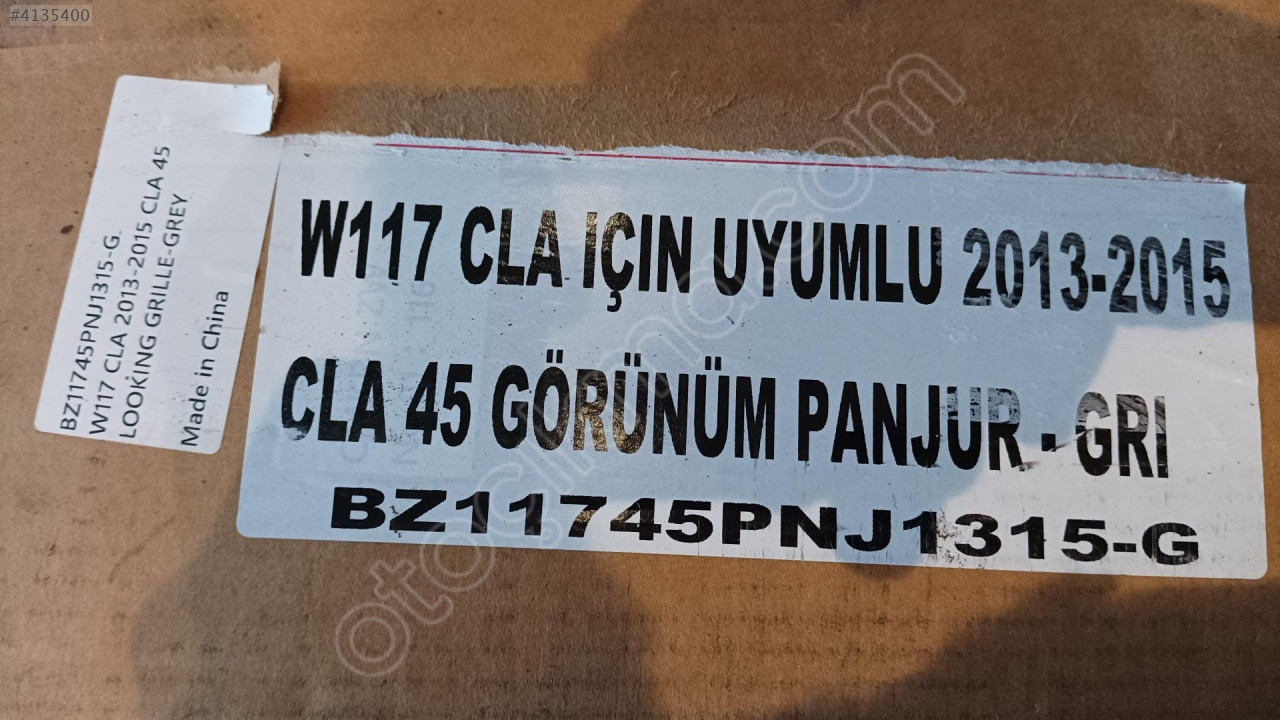 #4135400
BZ11745PNJ1315-G.
W117 CLA 2013-2015 CLA 45
LOOKING GRILLE-GREY
Made in China
W117 CLA IÇIN UYUMLU 2013-2015
CLA 45 GÖRÜNÜM PANJUR - GRI
BZ11745PNJ1315-G
otocikma.com